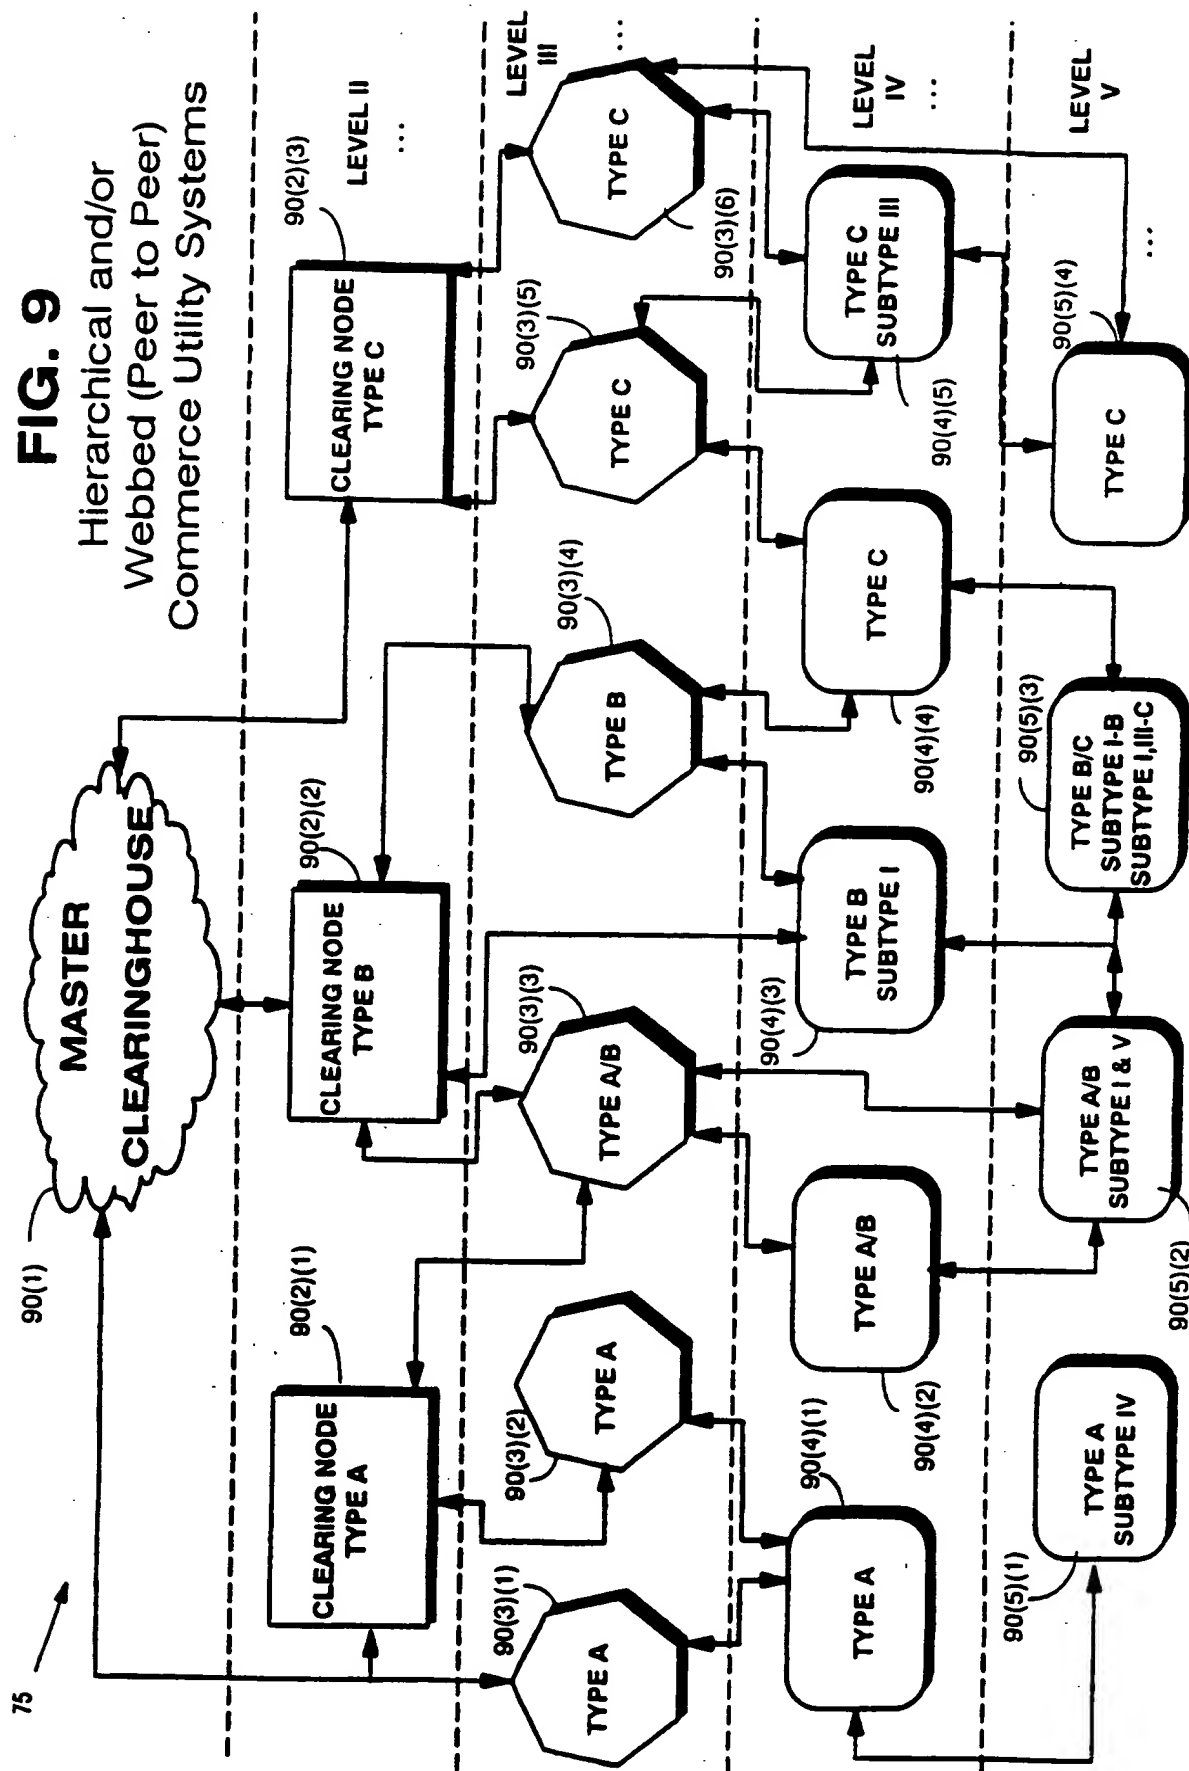 FIG. 9
Hierarchical and/or
Webbed (Peer to Peer)
Commerce Utility Systems
75
90(1)
MASTER
CLEARINGHOUSE
LEVEL II
...
90(2)(1)
CLEARING NODE
TYPE A
90(2)(2)
CLEARING NODE
TYPE B
90(2)(3)
CLEARING NODE
TYPE C
LEVEL
III
...
90(3)(1)
TYPE A
90(3)(2)
TYPE A
90(3)(3)
TYPE A/B
90(3)(4)
TYPE B
90(3)(5)
TYPE C
90(3)(6)
TYPE C
LEVEL
IV
...
90(4)(1)
TYPE A
90(4)(2)
TYPE A/B
90(4)(3)
TYPE B
SUBTYPE I
90(4)(4)
TYPE C
90(4)(5)
TYPE C
SUBTYPE III
LEVEL
V
...
90(5)(1)
TYPE A
SUBTYPE IV
90(5)(2)
TYPE A/B
SUBTYPE I & V
90(5)(3)
TYPE B/C
SUBTYPE I-B
SUBTYPE I,III-C
90(5)(4)
TYPE C